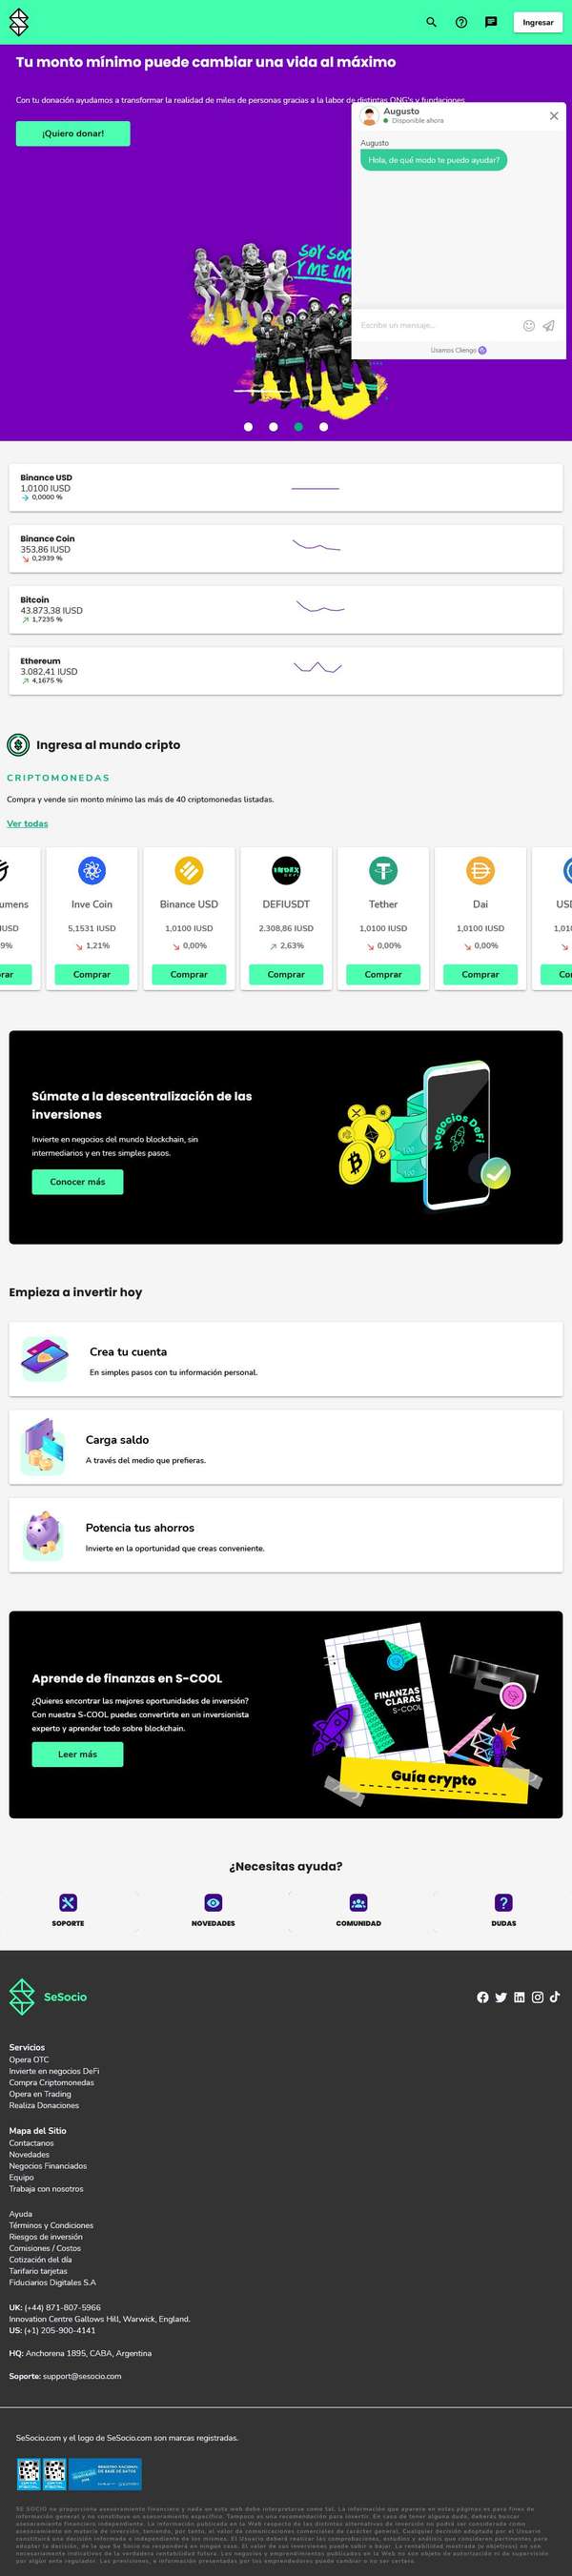 Ingresar
Tu monto mínimo puede cambiar una vida al máximo
Con tu donación ayudamos a transformar la realidad de miles de personas gracias a la labor de distintas ONG's y fundaciones
¡Quiero donar!
Augusto
Disponible ahora
Augusto
Hola, de qué modo te puedo ayudar?
Escribe un mensaje...
Usamos Cliengo
SOY SOC
Y ME IM
Binance USD
1,0100 IUSD
0,0000 %
Binance Coin
353,86 IUSD
0,2939 %
Bitcoin
43.873,38 IUSD
1,7235 %
Ethereum
3.082,41 IUSD
4,1675 %
Ingresa al mundo cripto
CRIPTOMONEDAS
Compra y vende sin monto mínimo las más de 40 criptomonedas listadas.
Ver todas
umens
Inve Coin
Binance USD
DEFIUSDT
Tether
Dai
USD
IUSD
5,1531 IUSD
1,0100 IUSD
2.308,86 IUSD
1,0100 IUSD
1,0100 IUSD
1,010
9%
1,21%
0,00%
2,63%
0,00%
0,00%
rar
Comprar
Comprar
Comprar
Comprar
Comprar
Co
Súmate a la descentralización de las
inversiones
Invierte en negocios del mundo blockchain, sin
intermediarios y en tres simples pasos.
Conocer más
Negocios DeFi
100
100
Empieza a invertir hoy
Crea tu cuenta
En simples pasos con tu información personal.
Carga saldo
A través del medio que prefieras.
Potencia tus ahorros
Invierte en la oportunidad que creas conveniente.
Aprende de finanzas en S-COOL
¿Quieres encontrar las mejores oportunidades de inversión?
Con nuestra S-COOL puedes convertirte en un inversionista
experto y aprender todo sobre blockchain.
Leer más
FINANZAS
CLARAS
S-COOL
Guía crypto
¿Necesitas ayuda?
SOPORTE
NOVEDADES
COMUNIDAD
DUDAS
SeSocio
Servicios
Opera OTC
Invierte en negocios DeFi
Compra Criptomonedas
Opera en Trading
Realiza Donaciones
Mapa del Sitio
Contactanos
Novedades
Negocios Financiados
Equipo
Trabaja con nosotros
Ayuda
Términos y Condiciones
Riesgos de inversión
Comisiones / Costos
Cotización del día
Tarifario tarjetas
Fiduciarios Digitales S.A
UK: (+44) 871-807-5966
Innovation Centre Gallows Hill, Warwick, England.
US: (+1) 205-900-4141
HQ: Anchorena 1895, CABA, Argentina
Soporte: support@sesocio.com
SeSocio.com y el logo de SeSocio.com son marcas registradas.